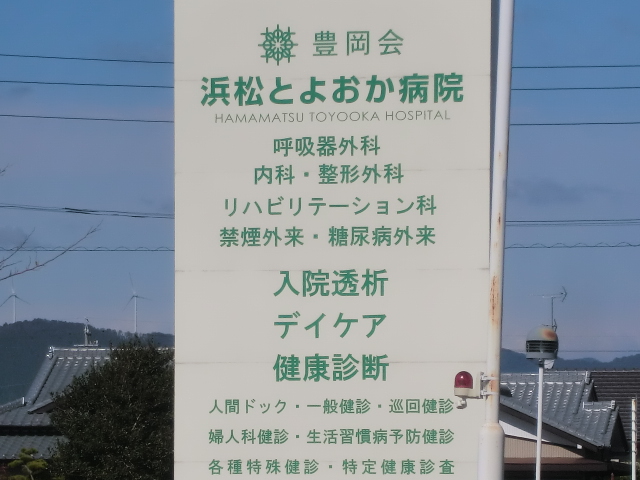 豊岡会
浜松とよおか病院
HAMAMATSU TOYOOKA HOSPITAL
呼吸器外科
内科・整形外科
リハビリテーション科
禁煙外来・糖尿病外来
入院透析
デイケア
健康診断
人間ドック・一般健診・巡回健診
婦人科健診・生活習慣病予防健診
各種特殊健診・特定健康診査